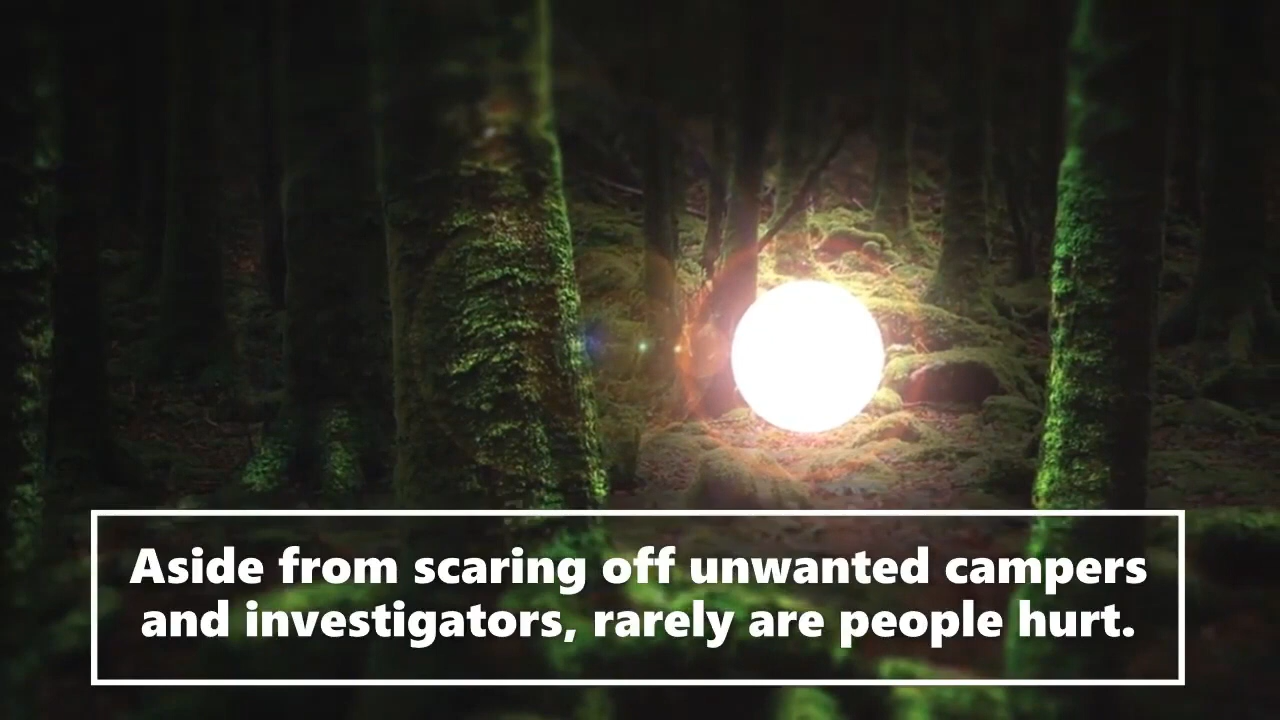 Aside from scaring off unwanted campers
and investigators, rarely are people hurt.